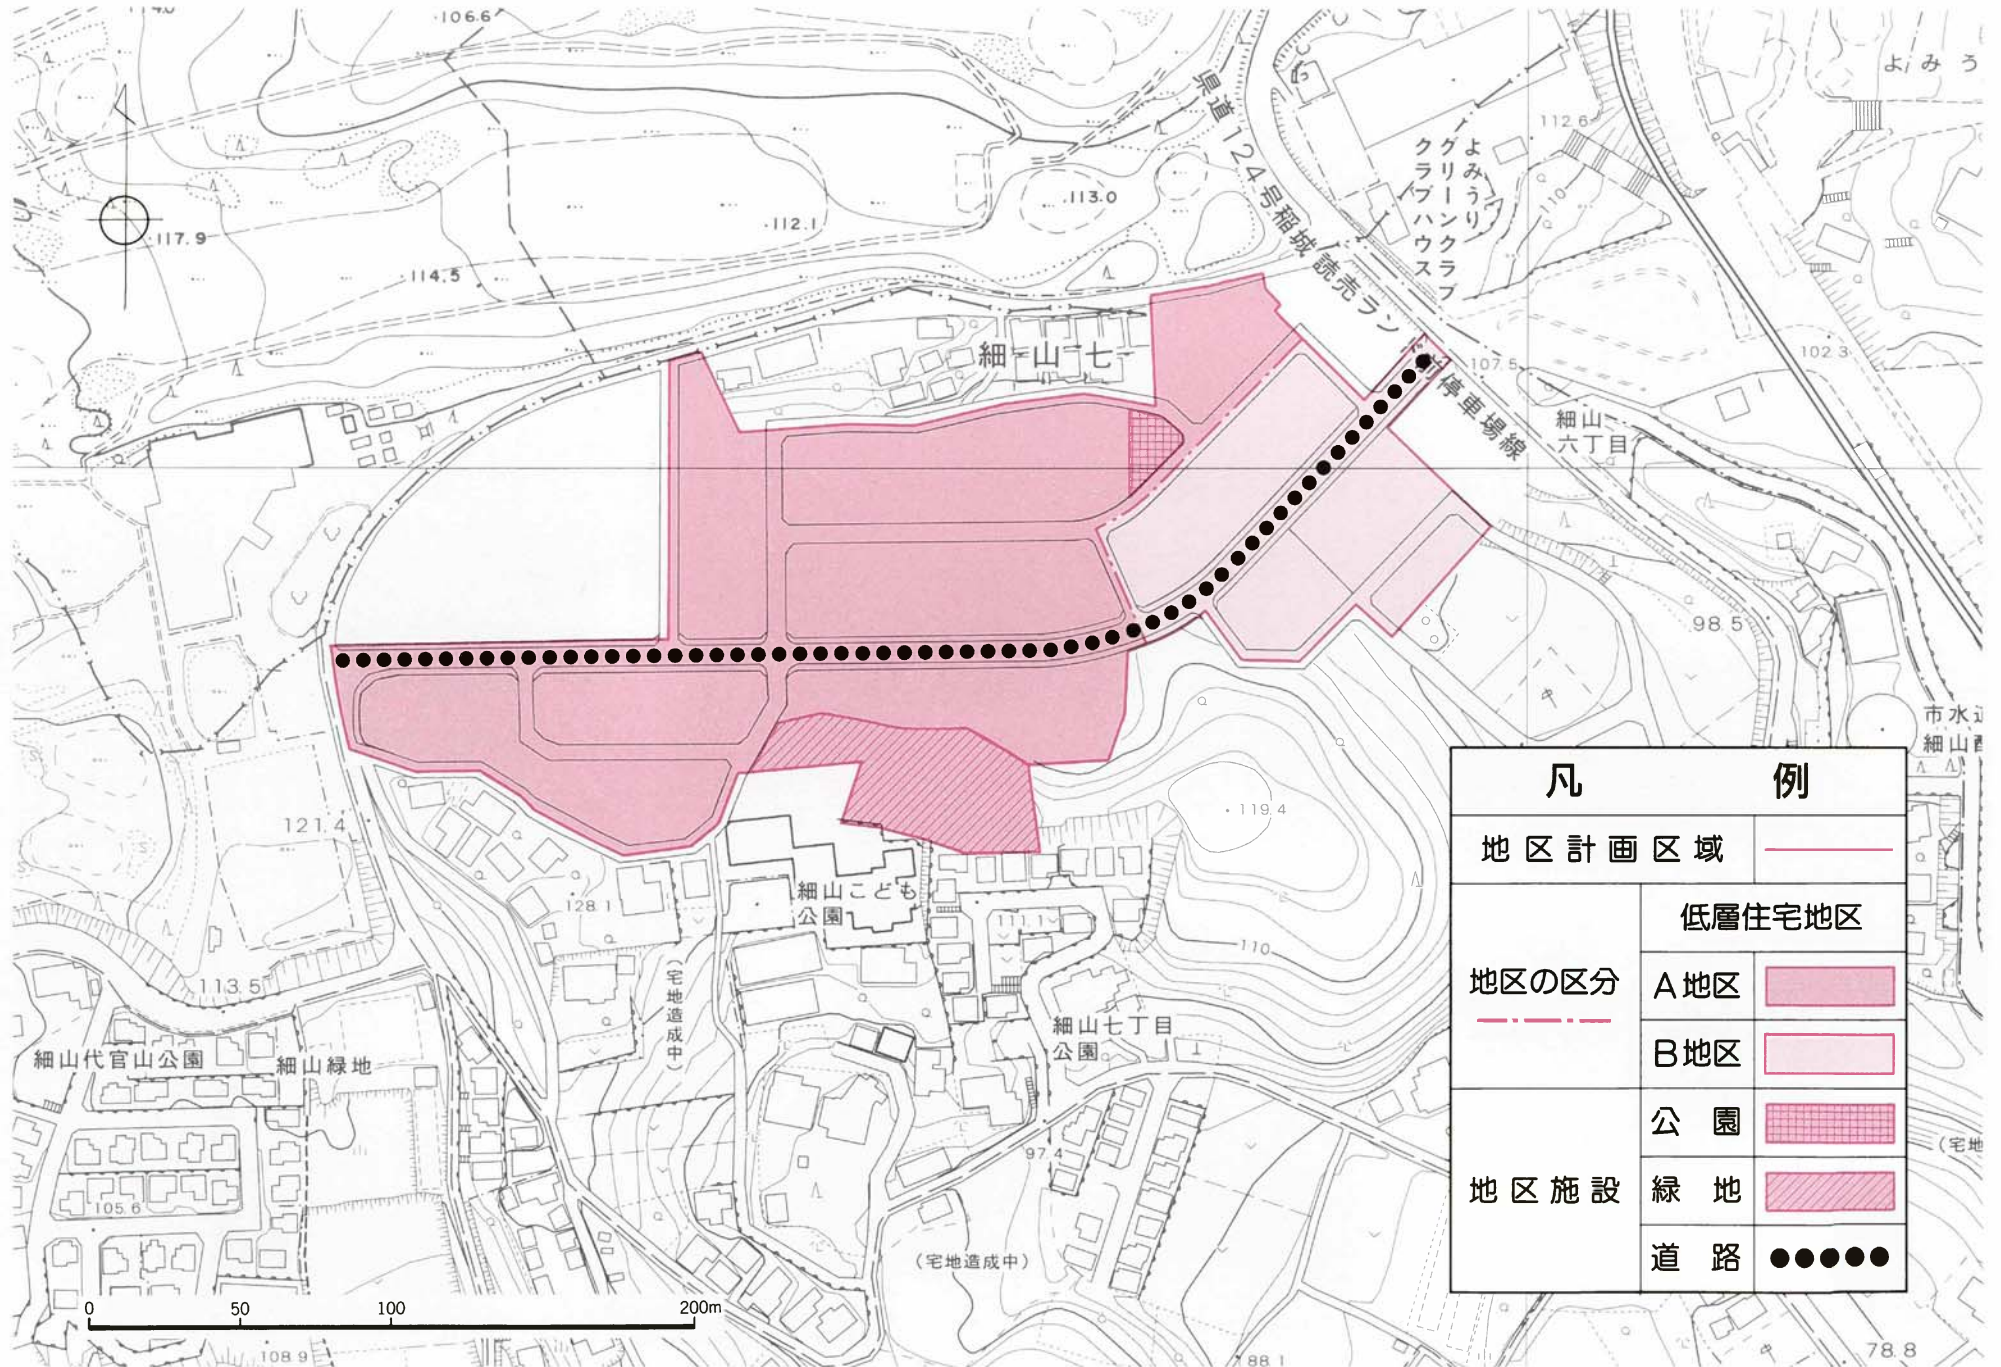 106.6
よみう
県道124号稲城読売ランド前停車場線
よみうり
グリーンクラブ
クラブハウス
112.6
110
117.9
114.5
112.1
113.0
細山七
107.5
102.3
細山
六丁目
98.5
市水道
121.4
119.4
128.1
細山こども
公園
111.1
110
113.5
(宅地造成中)
細山七丁目
公園
細山代官山公園
細山緑地
97.4
105.6
(宅地造成中)
108.9
88.1
78.8
0 50 100 200m
凡例
地区計画区域
地区の区分
低層住宅地区
A地区
B地区
地区施設
公園
緑地
道路